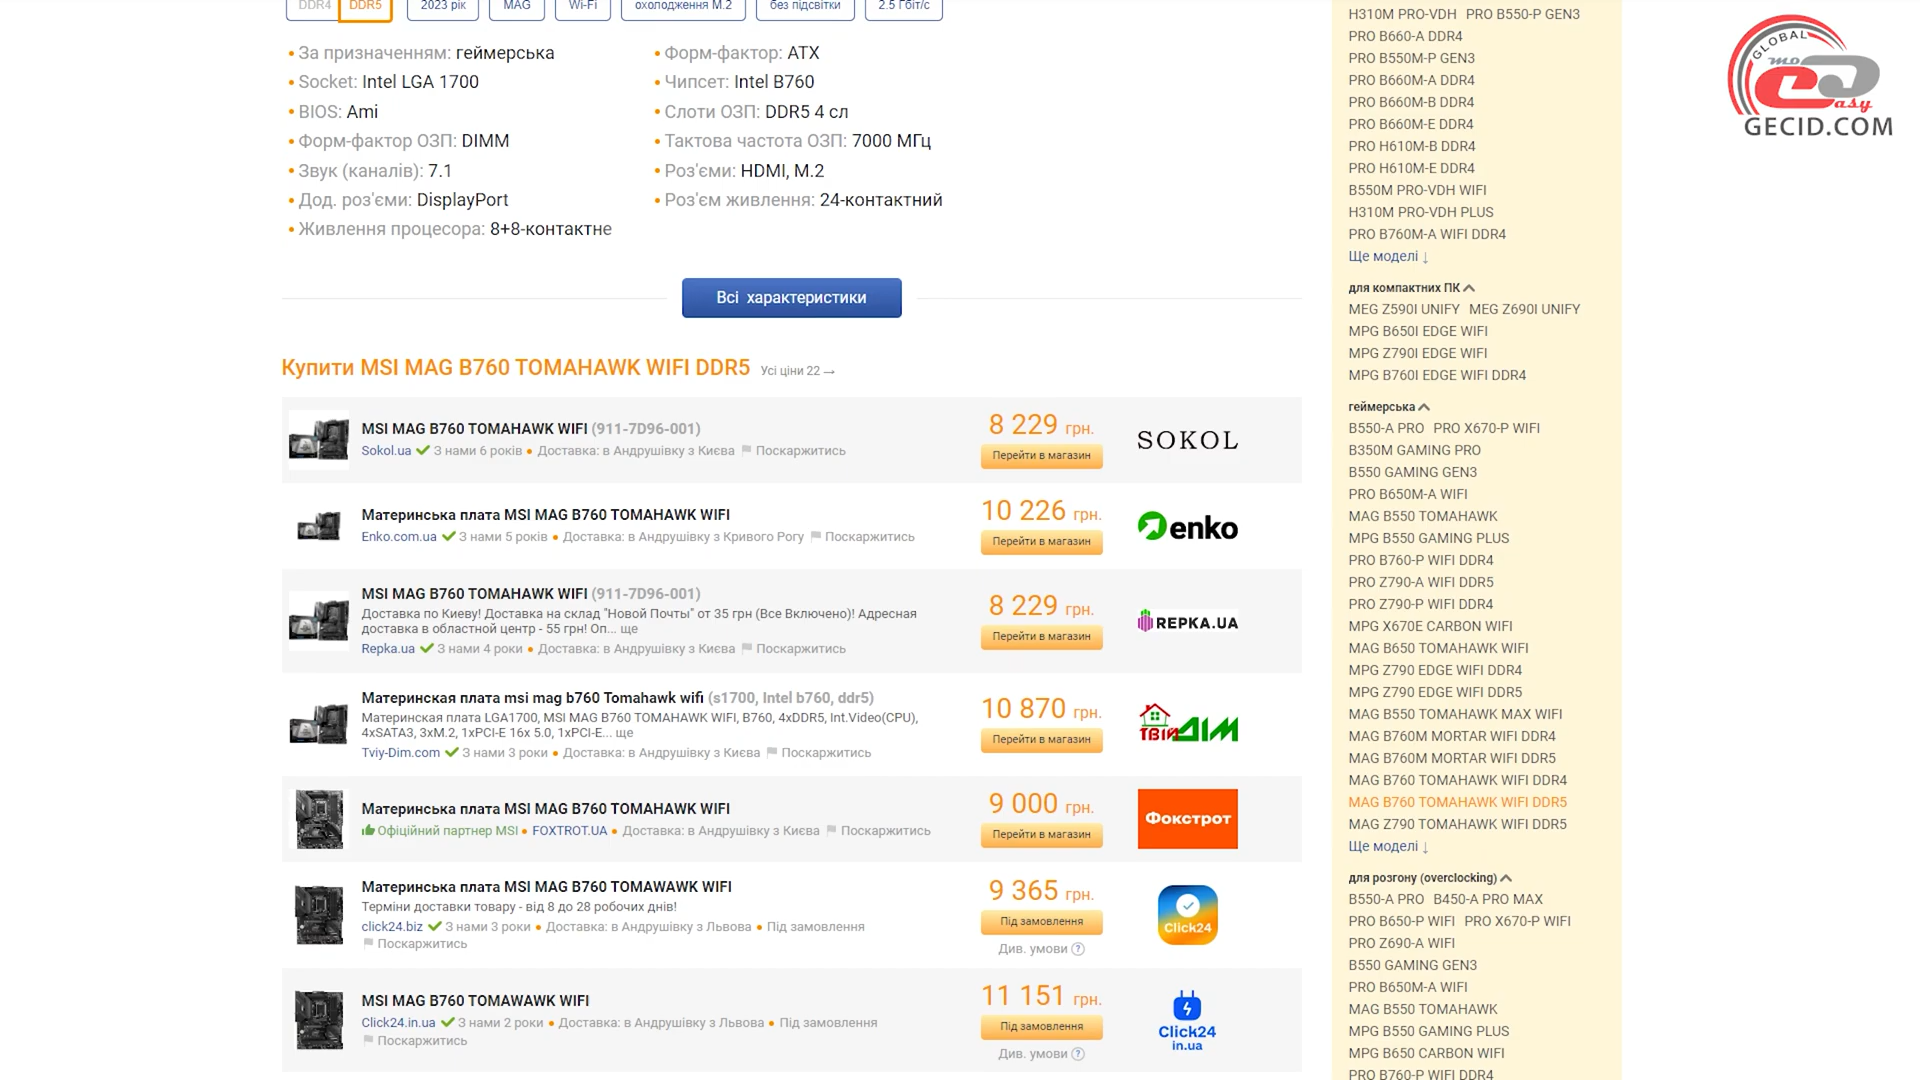 DDR4 DDR5 2023 рік MAG Wi-Fi охолодження M.2 без підсвітки 2.5 Гбіт/с
• За призначенням: геймерська
• Socket: Intel LGA 1700
• BIOS: Ami
• Форм-фактор ОЗП: DIMM
• Звук (каналів): 7.1
• Дод. роз'єми: DisplayPort
• Живлення процесора: 8+8-контактне
• Форм-фактор: ATX
• Чипсет: Intel B760
• Слоти ОЗП: DDR5 4 сл
• Тактова частота ОЗП: 7000 МГц
• Роз'єми: HDMI, M.2
• Роз'єм живлення: 24-контактний
Всі характеристики
Купити MSI MAG B760 TOMAHAWK WIFI DDR5 Усі ціни 22 →
MSI MAG B760 TOMAHAWK WIFI (911-7D96-001)
Sokol.ua З нами 6 років • Доставка: в Андрушівку з Києва Поскаржитись
8 229 грн.
Перейти в магазин
SOKOL
Материнська плата MSI MAG B760 TOMAHAWK WIFI
Enko.com.ua З нами 5 років • Доставка: в Андрушівку з Кривого Рогу Поскаржитись
10 226 грн.
Перейти в магазин
enko
MSI MAG B760 TOMAHAWK WIFI (911-7D96-001)
Доставка по Киеву! Доставка на склад "Новой Почты" от 35 грн (Все Включено)! Адресная
доставка в областной центр - 55 грн! Оп... ще
Repka.ua З нами 4 роки • Доставка: в Андрушівку з Києва Поскаржитись
8 229 грн.
Перейти в магазин
REPKA.UA
Материнская плата msi mag b760 Tomahawk wifi (s1700, Intel b760, ddr5)
Материнская плата LGA1700, MSI MAG B760 TOMAHAWK WIFI, B760, 4xDDR5, Int.Video(CPU),
4xSATA3, 3xM.2, 1xPCI-E 16x 5.0, 1xPCI-E... ще
Tviy-Dim.com З нами 3 роки • Доставка: в Андрушівку з Києва Поскаржитись
10 870 грн.
Перейти в магазин
ТВІЙ ДІМ
Материнська плата MSI MAG B760 TOMAHAWK WIFI
Офіційний партнер MSI • FOXTROT.UA • Доставка: в Андрушівку з Києва Поскаржитись
9 000 грн.
Перейти в магазин
Фокстрот
Материнська плата MSI MAG B760 TOMAWAWK WIFI
Терміни доставки товару - від 8 до 28 робочих днів!
click24.biz З нами 3 роки • Доставка: в Андрушівку з Львова • Під замовлення
Поскаржитись
9 365 грн.
Під замовлення
Див. умови ?
Click24
MSI MAG B760 TOMAWAWK WIFI
Click24.in.ua З нами 2 роки • Доставка: в Андрушівку з Львова • Під замовлення
Поскаржитись
11 151 грн.
Під замовлення
Див. умови ?
Click24
in.ua
H310M PRO-VDH PRO B550-P GEN3
PRO B660-A DDR4
PRO B550M-P GEN3
PRO B660M-A DDR4
PRO B660M-B DDR4
PRO B660M-E DDR4
PRO H610M-B DDR4
PRO H610M-E DDR4
B550M PRO-VDH WIFI
H310M PRO-VDH PLUS
PRO B760M-A WIFI DDR4
Ще моделі ↓
для компактних ПК
MEG Z590I UNIFY MEG Z690I UNIFY
MPG B650I EDGE WIFI
MPG Z790I EDGE WIFI
MPG B760I EDGE WIFI DDR4
геймерська
B550-A PRO PRO X670-P WIFI
B350M GAMING PRO
B550 GAMING GEN3
PRO B650M-A WIFI
MAG B550 TOMAHAWK
MPG B550 GAMING PLUS
PRO B760-P WIFI DDR4
PRO Z790-A WIFI DDR5
PRO Z790-P WIFI DDR4
MPG X670E CARBON WIFI
MAG B650 TOMAHAWK WIFI
MPG Z790 EDGE WIFI DDR4
MPG Z790 EDGE WIFI DDR5
MAG B550 TOMAHAWK MAX WIFI
MAG B760M MORTAR WIFI DDR4
MAG B760M MORTAR WIFI DDR5
MAG B760 TOMAHAWK WIFI DDR4
MAG B760 TOMAHAWK WIFI DDR5
MAG Z790 TOMAHAWK WIFI DDR5
Ще моделі ↓
для розгону (overclocking)
B550-A PRO B450-A PRO MAX
PRO B650-P WIFI PRO X670-P WIFI
PRO Z690-A WIFI
B550 GAMING GEN3
PRO B650M-A WIFI
MAG B550 TOMAHAWK
MPG B550 GAMING PLUS
MPG B650 CARBON WIFI
PRO B760-P WIFI DDR4
GLOBAL
mo
easy
GECID.COM